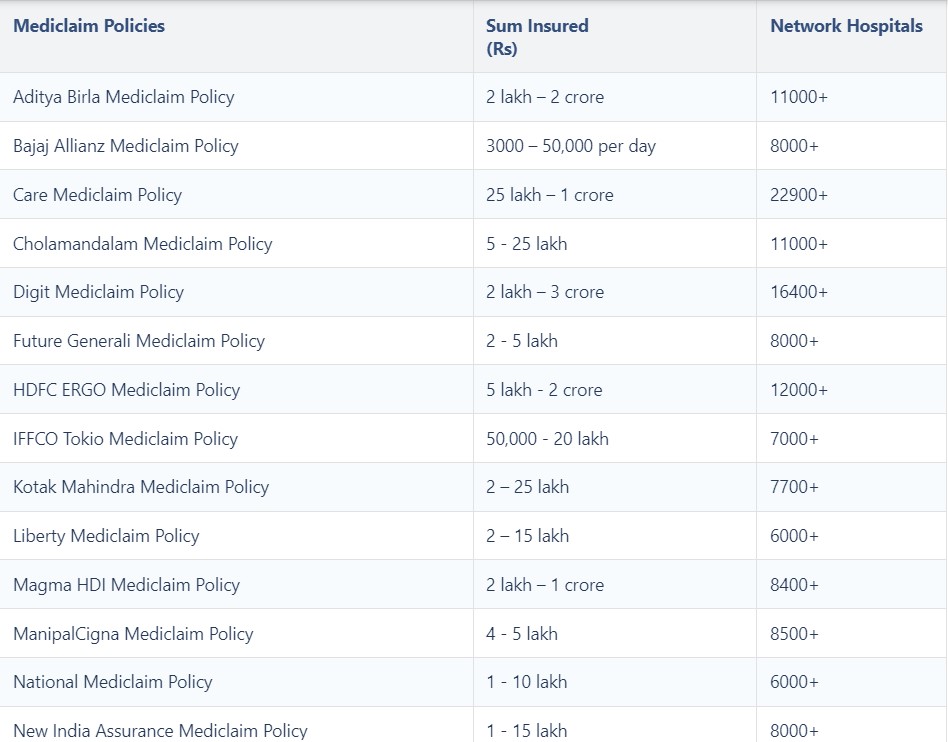 Mediclaim Policies Sum Insured Network Hospitals
(Rs)
Aditya Birla Mediclaim Policy 2 lakh – 2 crore 11000+
Bajaj Allianz Mediclaim Policy 3000 – 50,000 per day 8000+
Care Mediclaim Policy 25 lakh – 1 crore 22900+
Cholamandalam Mediclaim Policy 5 - 25 lakh 11000+
Digit Mediclaim Policy 2 lakh – 3 crore 16400+
Future Generali Mediclaim Policy 2 - 5 lakh 8000+
HDFC ERGO Mediclaim Policy 5 lakh - 2 crore 12000+
IFFCO Tokio Mediclaim Policy 50,000 - 20 lakh 7000+
Kotak Mahindra Mediclaim Policy 2 – 25 lakh 7700+
Liberty Mediclaim Policy 2 – 15 lakh 6000+
Magma HDI Mediclaim Policy 2 lakh – 1 crore 8400+
ManipalCigna Mediclaim Policy 4 - 5 lakh 8500+
National Mediclaim Policy 1 - 10 lakh 6000+
New India Assurance Mediclaim Policy 1 - 15 lakh 8000+